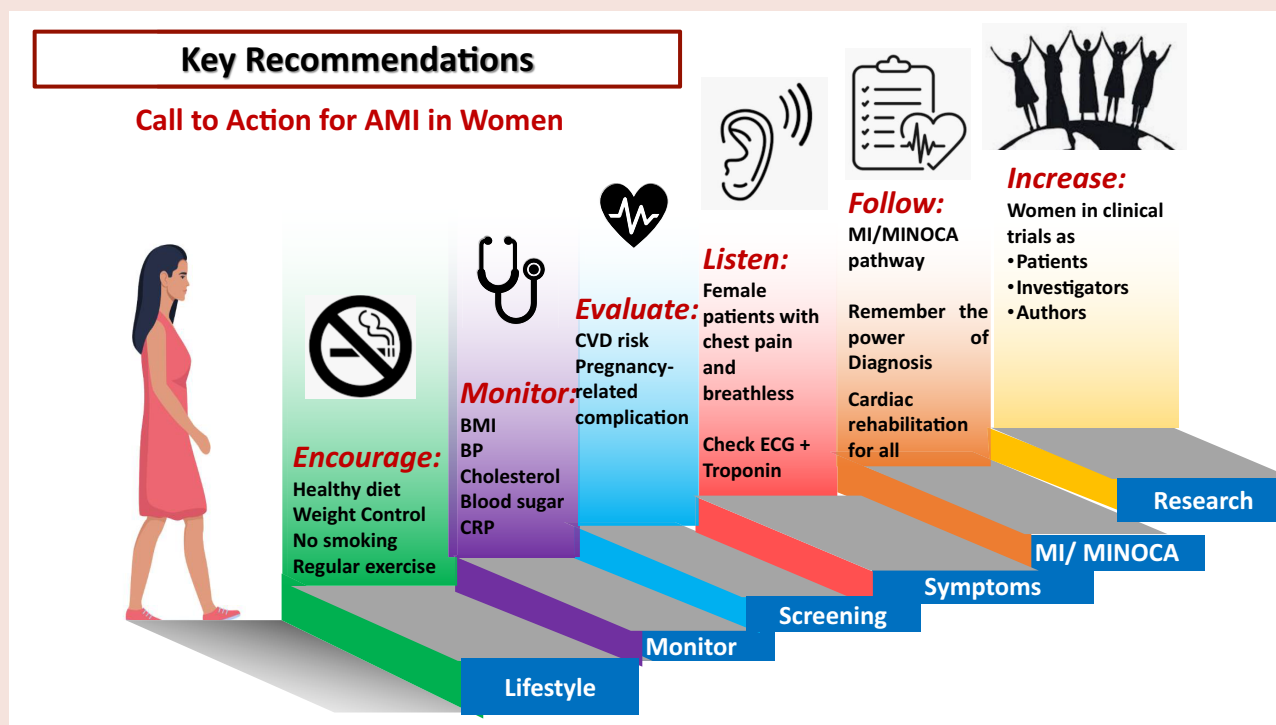 Key Recommendations
Call to Action for AMI in Women
Encourage:
Healthy diet
Weight Control
No smoking
Regular exercise
Lifestyle
Monitor:
BMI
BP
Cholesterol
Blood sugar
CRP
Monitor
Evaluate:
CVD risk
Pregnancy-
related
complication
Screening
Listen:
Female
patients with
chest pain
and
breathless
Check ECG +
Troponin
Symptoms
Follow:
MI/MINOCA
pathway
Remember the
power of
Diagnosis
Cardiac
rehabilitation
for all
MI/ MINOCA
Increase:
Women in clinical
trials as
•Patients
•Investigators
•Authors
Research